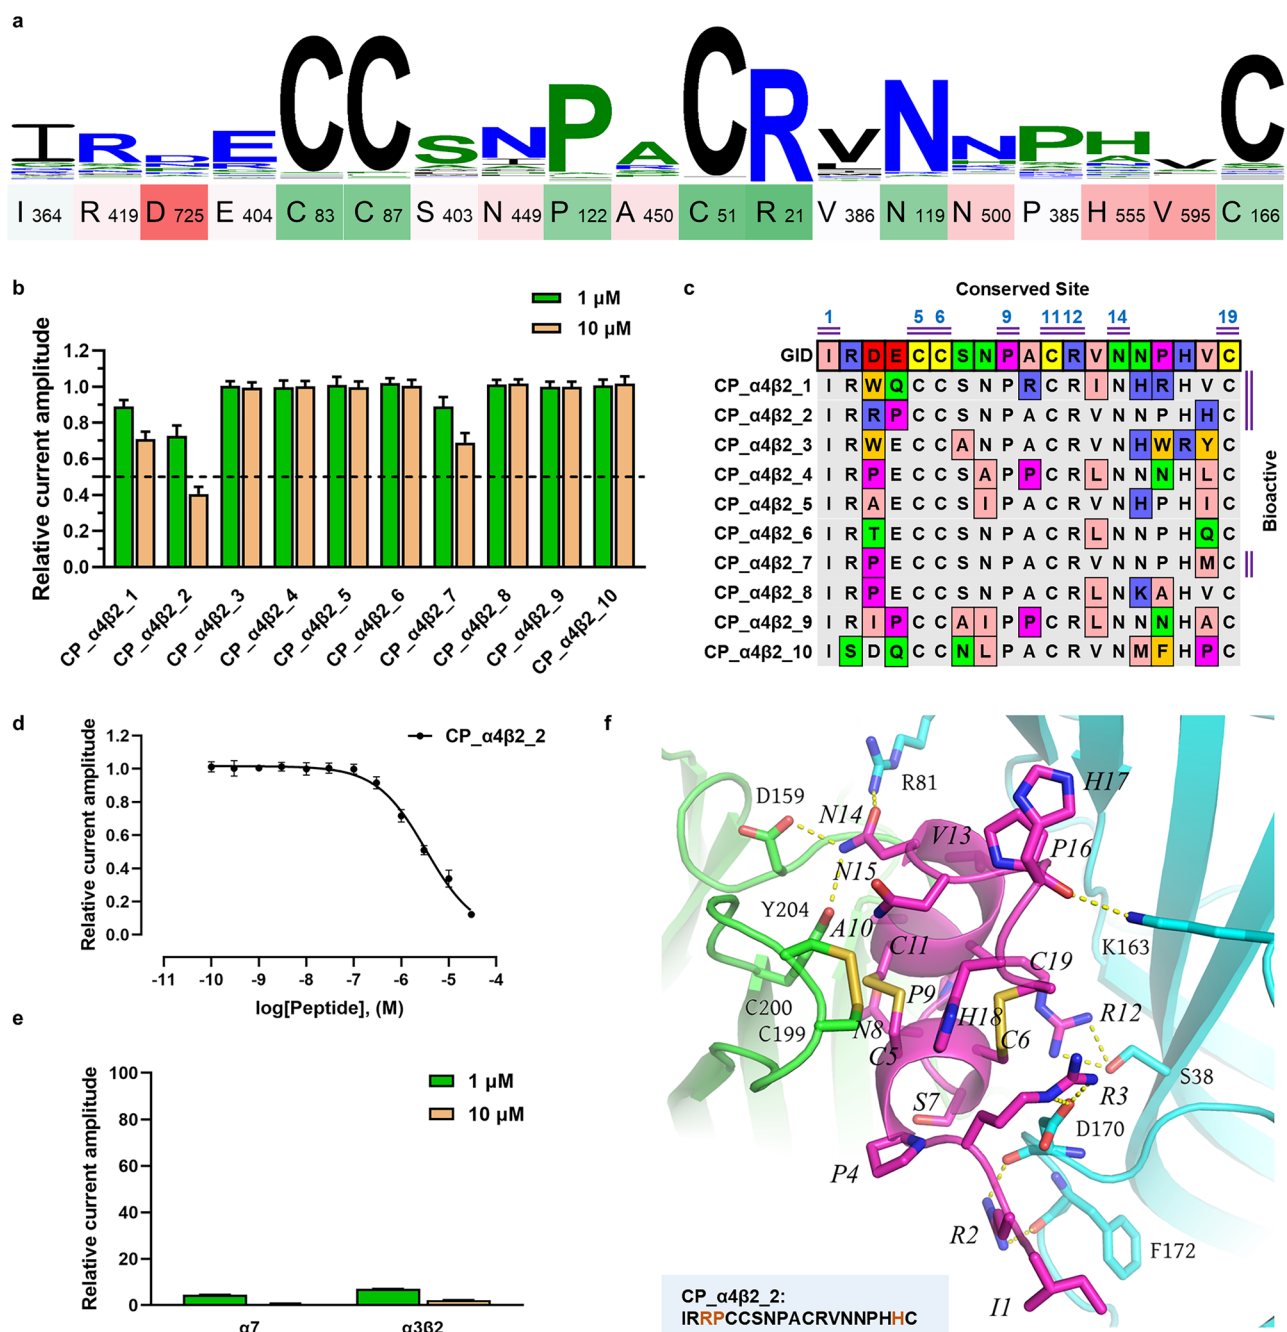 a
I 364 R 419 D 725 E 404 C 83 C 87 S 403 N 449 P 122 A 450 C 51 R 21 V 386 N 119 N 500 P 385 H 555 V 595 C 166
b
1 µM
10 µM
Relative current amplitude
1.2
1.0
0.8
0.6
0.4
0.2
0.0
CP_α4β2_1
CP_α4β2_2
CP_α4β2_3
CP_α4β2_4
CP_α4β2_5
CP_α4β2_6
CP_α4β2_7
CP_α4β2_8
CP_α4β2_9
CP_α4β2_10
c
Conserved Site
1 5 6 9 11 12 14 19
GID I R D E C C S N P A C R V N N P H V C
CP_α4β2_1 I R W Q C C S N P R C R I N H R H V C
CP_α4β2_2 I R R P C C S N P A C R V N N P H H C
CP_α4β2_3 I R W E C C A N P A C R V N H W R Y C
CP_α4β2_4 I R P E C C S A P P C R L N N N H L C
CP_α4β2_5 I R A E C C S I P A C R V N H P H I C
CP_α4β2_6 I R T E C C S N P A C R L N N P H Q C
CP_α4β2_7 I R P E C C S N P A C R V N N P H M C
CP_α4β2_8 I R P E C C S N P A C R L N K A H V C
CP_α4β2_9 I R I P C C A I P P C R L N N N H A C
CP_α4β2_10 I S D Q C C N L P A C R V N M F H P C
Bioactive
d
CP_α4β2_2
Relative current amplitude
1.2
1.0
0.8
0.6
0.4
0.2
0.0
-11 -10 -9 -8 -7 -6 -5 -4
log[Peptide], (M)
e
1 µM
10 µM
Relative current amplitude
100
80
60
40
20
0
α7 α3β2
f
R81
H17
D159
N14
V13
P16
N15
Y204
A10
C11
K163
C19
P9
C200
H18
R12
C199
N8
C6
C5
S38
R3
S7
D170
P4
R2
F172
I1
CP_α4β2_2:
IRRPCCSNPACRVNNPHHC